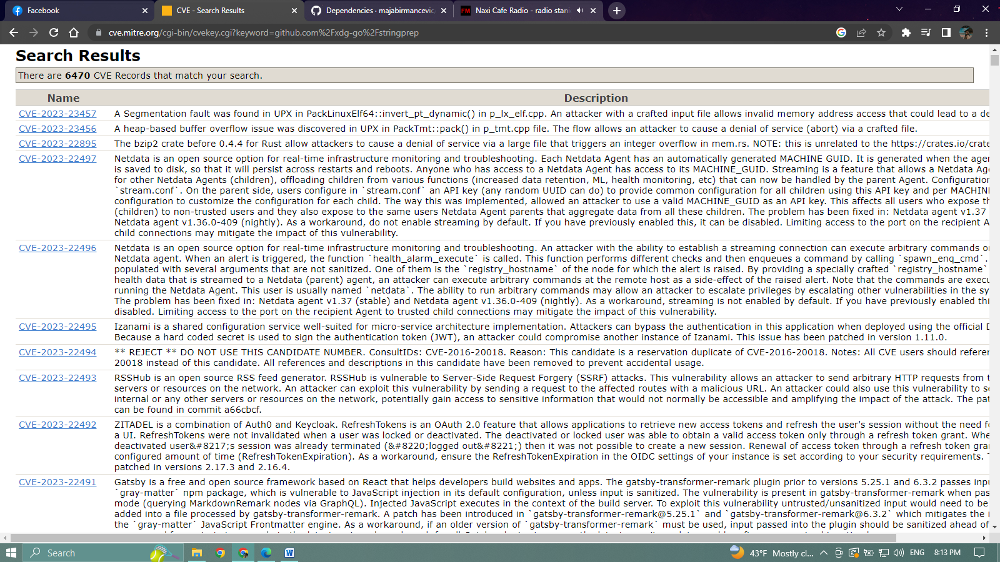 Facebook
CVE - Search Results
Dependencies · majabirmancevic
Naxi Cafe Radio - radio stani
cve.mitre.org/cgi-bin/cvekey.cgi?keyword=github.com%2Fxdg-go%2Fstringprep
Search Results
There are 6470 CVE Records that match your search.
Name Description
CVE-2023-23457 A Segmentation fault was found in UPX in PackLinuxElf64::invert_pt_dynamic() in p_lx_elf.cpp. An attacker with a crafted input file allows invalid memory address access that could lead to a de
CVE-2023-23456 A heap-based buffer overflow issue was discovered in UPX in PackTmt::pack() in p_tmt.cpp file. The flow allows an attacker to cause a denial of service (abort) via a crafted file.
CVE-2023-22895 The bzip2 crate before 0.4.4 for Rust allow attackers to cause a denial of service via a large file that triggers an integer overflow in mem.rs. NOTE: this is unrelated to the https://crates.io/crate
CVE-2023-22497 Netdata is an open source option for real-time infrastructure monitoring and troubleshooting. Each Netdata Agent has an automatically generated MACHINE GUID. It is generated when the agen
is saved to disk, so that it will persist across restarts and reboots. Anyone who has access to a Netdata Agent has access to its MACHINE_GUID. Streaming is a feature that allows a Netdata Age
for other Netdata Agents (children), offloading children from various functions (increased data retention, ML, health monitoring, etc) that can now be handled by the parent Agent. Configuration
`stream.conf`. On the parent side, users configure in `stream.conf` an API key (any random UUID can do) to provide common configuration for all children using this API key and per MACHINE
configuration to customize the configuration for each child. The way this was implemented, allowed an attacker to use a valid MACHINE_GUID as an API key. This affects all users who expose th
(children) to non-trusted users and they also expose to the same users Netdata Agent parents that aggregate data from all these children. The problem has been fixed in: Netdata agent v1.37
Netdata agent v1.36.0-409 (nightly). As a workaround, do not enable streaming by default. If you have previously enabled this, it can be disabled. Limiting access to the port on the recipient A
child connections may mitigate the impact of this vulnerability.
CVE-2023-22496 Netdata is an open source option for real-time infrastructure monitoring and troubleshooting. An attacker with the ability to establish a streaming connection can execute arbitrary commands o
Netdata agent. When an alert is triggered, the function `health_alarm_execute` is called. This function performs different checks and then enqueues a command by calling `spawn_enq_cmd`.
populated with several arguments that are not sanitized. One of them is the `registry_hostname` of the node for which the alert is raised. By providing a specially crafted `registry_hostname`
health data that is streamed to a Netdata (parent) agent, an attacker can execute arbitrary commands at the remote host as a side-effect of the raised alert. Note that the commands are execu
running the Netdata Agent. This user is usually named `netdata`. The ability to run arbitrary commands may allow an attacker to escalate privileges by escalating other vulnerabilities in the sy
The problem has been fixed in: Netdata agent v1.37 (stable) and Netdata agent v1.36.0-409 (nightly). As a workaround, streaming is not enabled by default. If you have previously enabled thi
disabled. Limiting access to the port on the recipient Agent to trusted child connections may mitigate the impact of this vulnerability.
CVE-2023-22495 Izanami is a shared configuration service well-suited for micro-service architecture implementation. Attackers can bypass the authentication in this application when deployed using the official D
Because a hard coded secret is used to sign the authentication token (JWT), an attacker could compromise another instance of Izanami. This issue has been patched in version 1.11.0.
CVE-2023-22494 ** REJECT ** DO NOT USE THIS CANDIDATE NUMBER. ConsultIDs: CVE-2016-20018. Reason: This candidate is a reservation duplicate of CVE-2016-20018. Notes: All CVE users should referen
20018 instead of this candidate. All references and descriptions in this candidate have been removed to prevent accidental usage.
CVE-2023-22493 RSSHub is an open source RSS feed generator. RSSHub is vulnerable to Server-Side Request Forgery (SSRF) attacks. This vulnerability allows an attacker to send arbitrary HTTP requests from t
servers or resources on the network. An attacker can exploit this vulnerability by sending a request to the affected routes with a malicious URL. An attacker could also use this vulnerability to se
internal or any other servers or resources on the network, potentially gain access to sensitive information that would not normally be accessible and amplifying the impact of the attack. The pat
can be found in commit a66cbcf.
CVE-2023-22492 ZITADEL is a combination of Auth0 and Keycloak. RefreshTokens is an OAuth 2.0 feature that allows applications to retrieve new access tokens and refresh the user's session without the need fo
a UI. RefreshTokens were not invalidated when a user was locked or deactivated. The deactivated or locked user was able to obtain a valid access token only through a refresh token grant. Whe
deactivated user&#8217;s session was already terminated (&#8220;logged out&#8221;) then it was not possible to create a new session. Renewal of access token through a refresh token gran
configured amount of time (RefreshTokenExpiration). As a workaround, ensure the RefreshTokenExpiration in the OIDC settings of your instance is set according to your security requirements. T
patched in versions 2.17.3 and 2.16.4.
CVE-2023-22491 Gatsby is a free and open source framework based on React that helps developers build websites and apps. The gatsby-transformer-remark plugin prior to versions 5.25.1 and 6.3.2 passes inpu
`gray-matter` npm package, which is vulnerable to JavaScript injection in its default configuration, unless input is sanitized. The vulnerability is present in gatsby-transformer-remark when pas
mode (querying MarkdownRemark nodes via GraphQL). Injected JavaScript executes in the context of the build server. To exploit this vulnerability untrusted/unsanitized input would need to be
added into a file processed by gatsby-transformer-remark. A patch has been introduced in `gatsby-transformer-remark@5.25.1` and `gatsby-transformer-remark@6.3.2` which mitigates the i
the `gray-matter` JavaScript Frontmatter engine. As a workaround, if an older version of `gatsby-transformer-remark` must be used, input passed into the plugin should be sanitized ahead of
Search
43°F Mostly cl...
ENG
8:13 PM